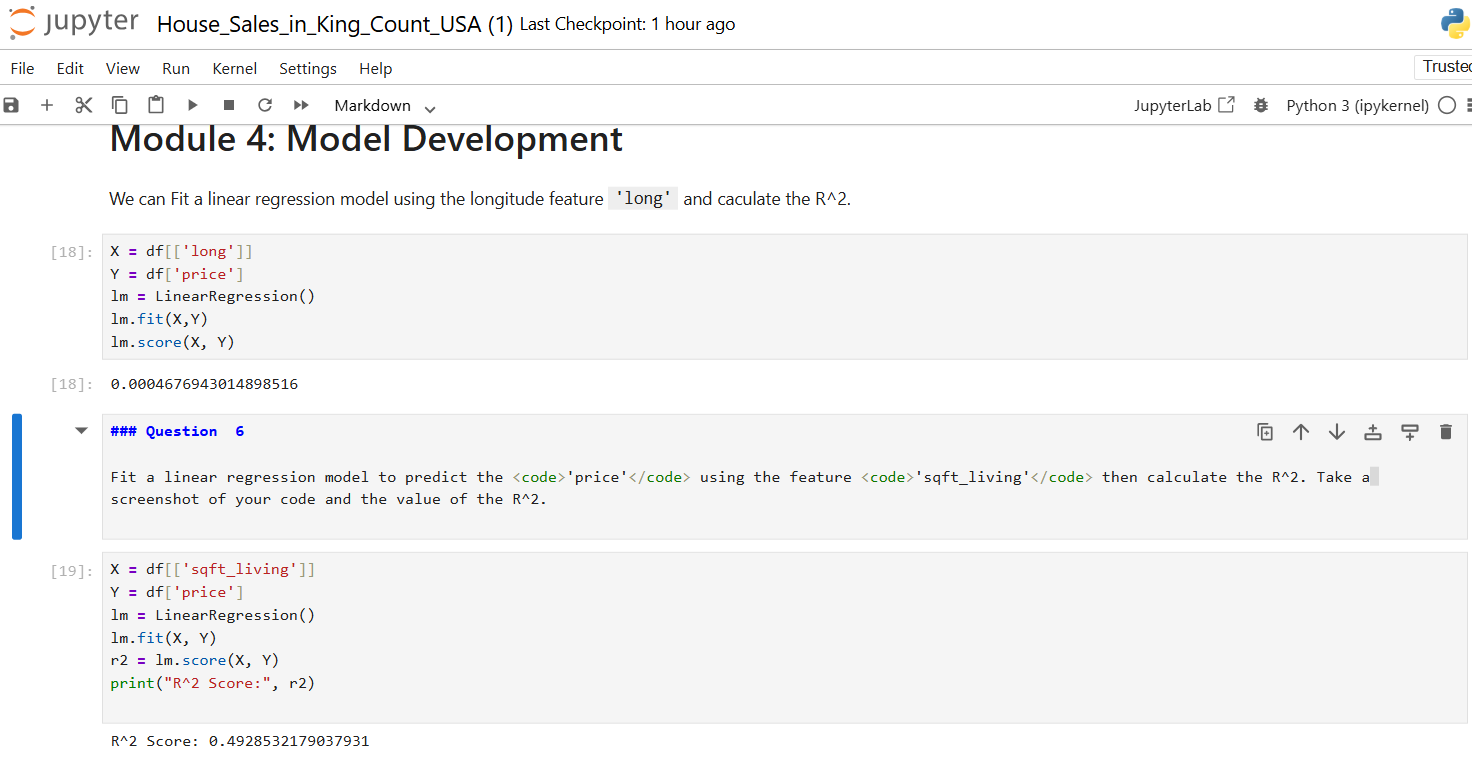 jupyter House_Sales_in_King_Count_USA (1) Last Checkpoint: 1 hour ago
File Edit View Run Kernel Settings Help
Trusted
Markdown
JupyterLab
Python 3 (ipykernel)
Module 4: Model Development
We can Fit a linear regression model using the longitude feature 'long' and caculate the R^2.
[18]:
X = df[['long']]
Y = df['price']
lm = LinearRegression()
lm.fit(X,Y)
lm.score(X, Y)
[18]: 0.0004676943014898516
### Question  6
Fit a linear regression model to predict the <code>'price'</code> using the feature <code>'sqft_living'</code> then calculate the R^2. Take a
screenshot of your code and the value of the R^2.
[19]:
X = df[['sqft_living']]
Y = df['price']
lm = LinearRegression()
lm.fit(X, Y)
r2 = lm.score(X, Y)
print("R^2 Score:", r2)
R^2 Score: 0.4928532179037931